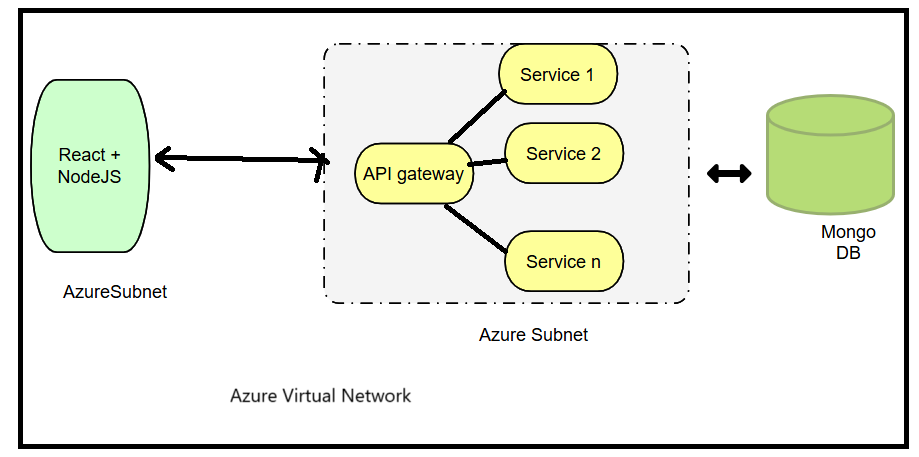 Service 1
React +
NodeJS
API gateway
Service 2
Service n
Mongo
DB
AzureSubnet
Azure Subnet
Azure Virtual Network